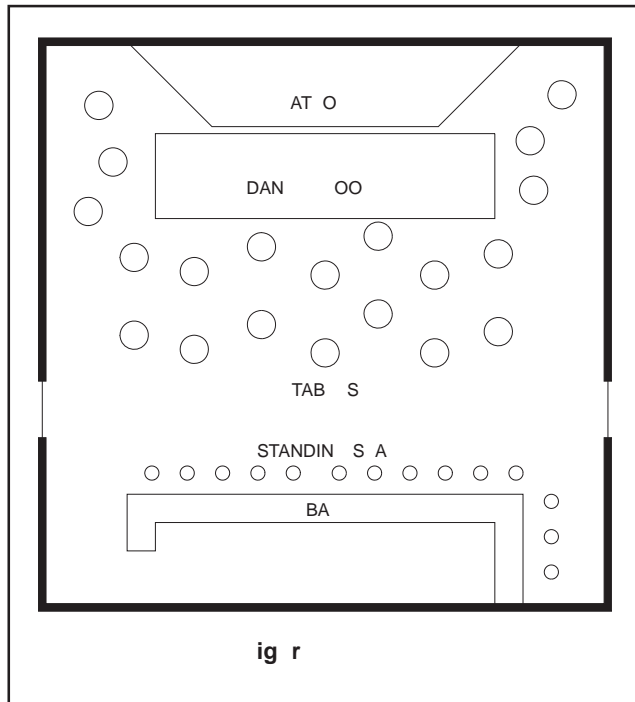 AT O
DAN OO
TAB S
STANDIN S A
BA
ig r